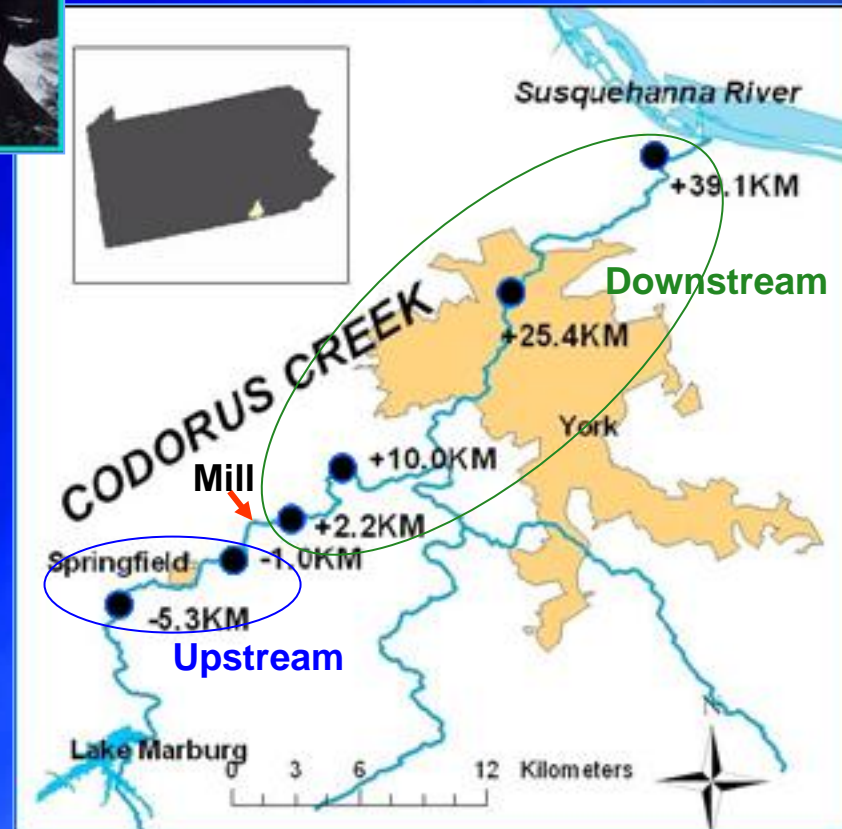 Susquehanna River
+39.1KM
Downstream
+25.4KM
CODORUS CREEK
York
+10.0KM
Mill
+2.2KM
Springfield
-1.0KM
-5.3KM
Upstream
N
Lake Marburg
0 3 6 12 Kilometers